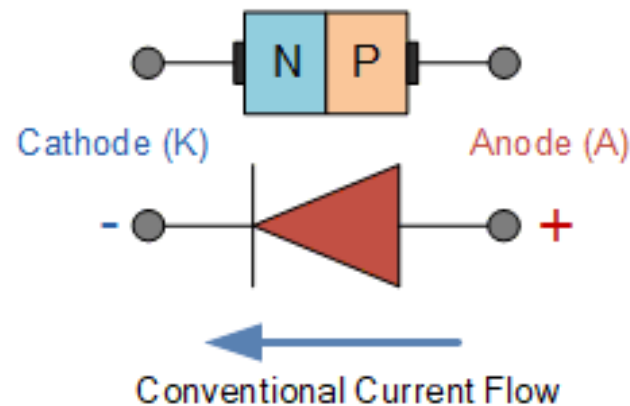 N P
Cathode (K) Anode (A)
- +
Conventional Current Flow